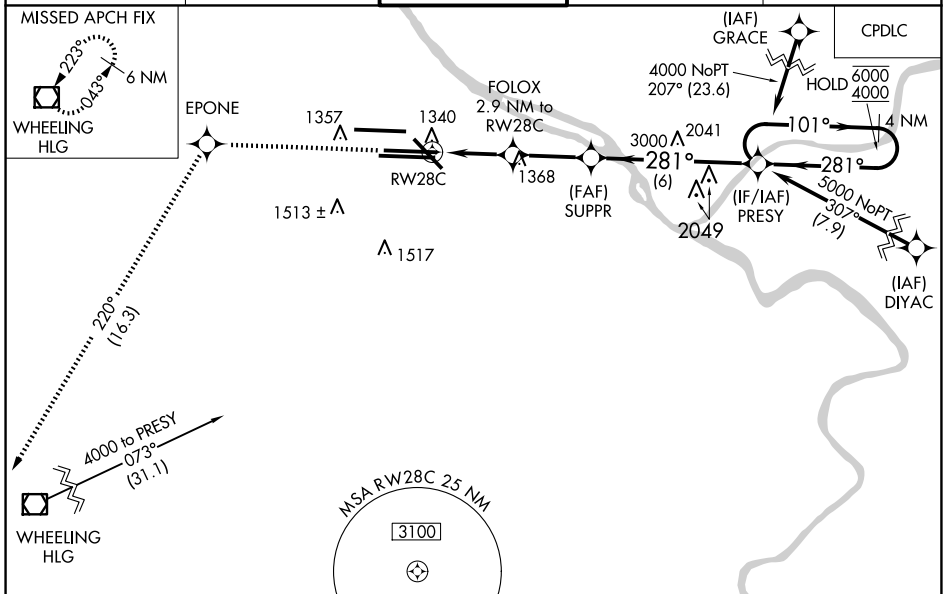 MISSED APCH FIX
223°
043°
6 NM
WHEELING
HLG
EPONE
1357
1340
RW28C
FOLOX
2.9 NM to
RW28C
1368
(FAF)
SUPPR
3000
2041
281°
(6)
2049
(IAF)
GRACE
4000 NoPT
207° (23.6)
CPDLC
HOLD
6000
4000
4 NM
101°
281°
(IF/IAF)
PRESY
5000 NoPT
307°
(7.9)
(IAF)
DIYAC
1513 ±
1517
220°
(16.3)
4000 to PRESY
073°
(31.1)
WHEELING
HLG
MSA RW28C 25 NM
3100